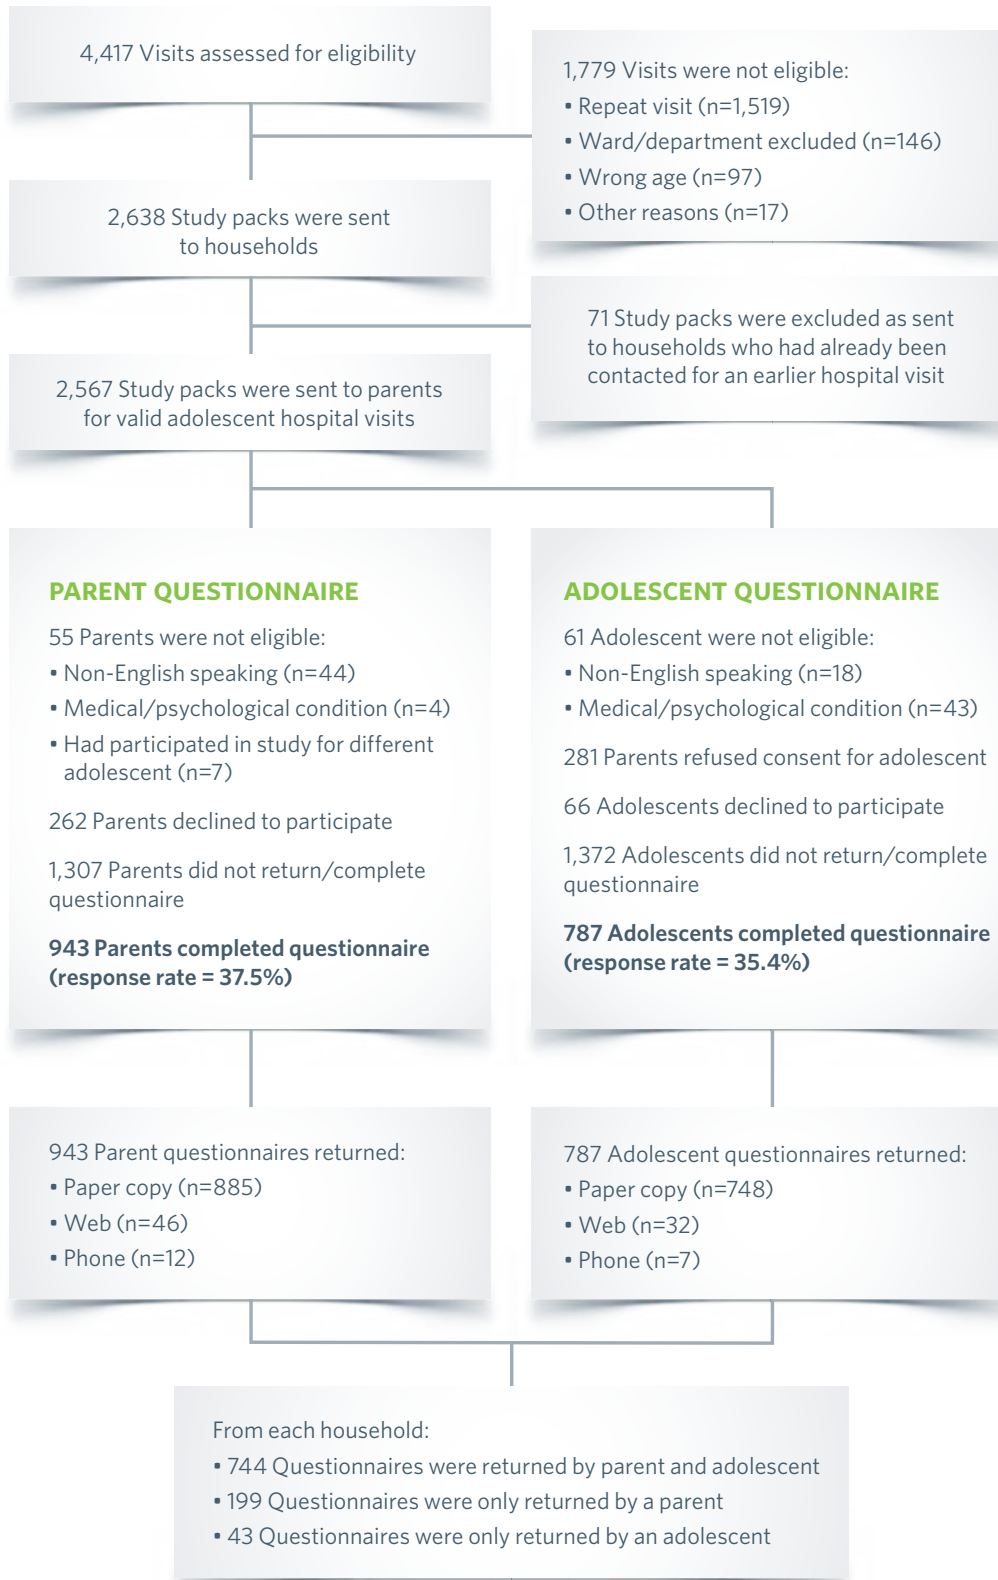 4,417 Visits assessed for eligibility
1,779 Visits were not eligible:
• Repeat visit (n=1,519)
• Ward/department excluded (n=146)
• Wrong age (n=97)
• Other reasons (n=17)
2,638 Study packs were sent
to households
71 Study packs were excluded as sent
to households who had already been
contacted for an earlier hospital visit
2,567 Study packs were sent to parents
for valid adolescent hospital visits
PARENT QUESTIONNAIRE
55 Parents were not eligible:
• Non-English speaking (n=44)
• Medical/psychological condition (n=4)
• Had participated in study for different
adolescent (n=7)
262 Parents declined to participate
1,307 Parents did not return/complete
questionnaire
943 Parents completed questionnaire
(response rate = 37.5%)
ADOLESCENT QUESTIONNAIRE
61 Adolescent were not eligible:
• Non-English speaking (n=18)
• Medical/psychological condition (n=43)
281 Parents refused consent for adolescent
66 Adolescents declined to participate
1,372 Adolescents did not return/complete
questionnaire
787 Adolescents completed questionnaire
(response rate = 35.4%)
943 Parent questionnaires returned:
• Paper copy (n=885)
• Web (n=46)
• Phone (n=12)
787 Adolescent questionnaires returned:
• Paper copy (n=748)
• Web (n=32)
• Phone (n=7)
From each household:
• 744 Questionnaires were returned by parent and adolescent
• 199 Questionnaires were only returned by a parent
• 43 Questionnaires were only returned by an adolescent